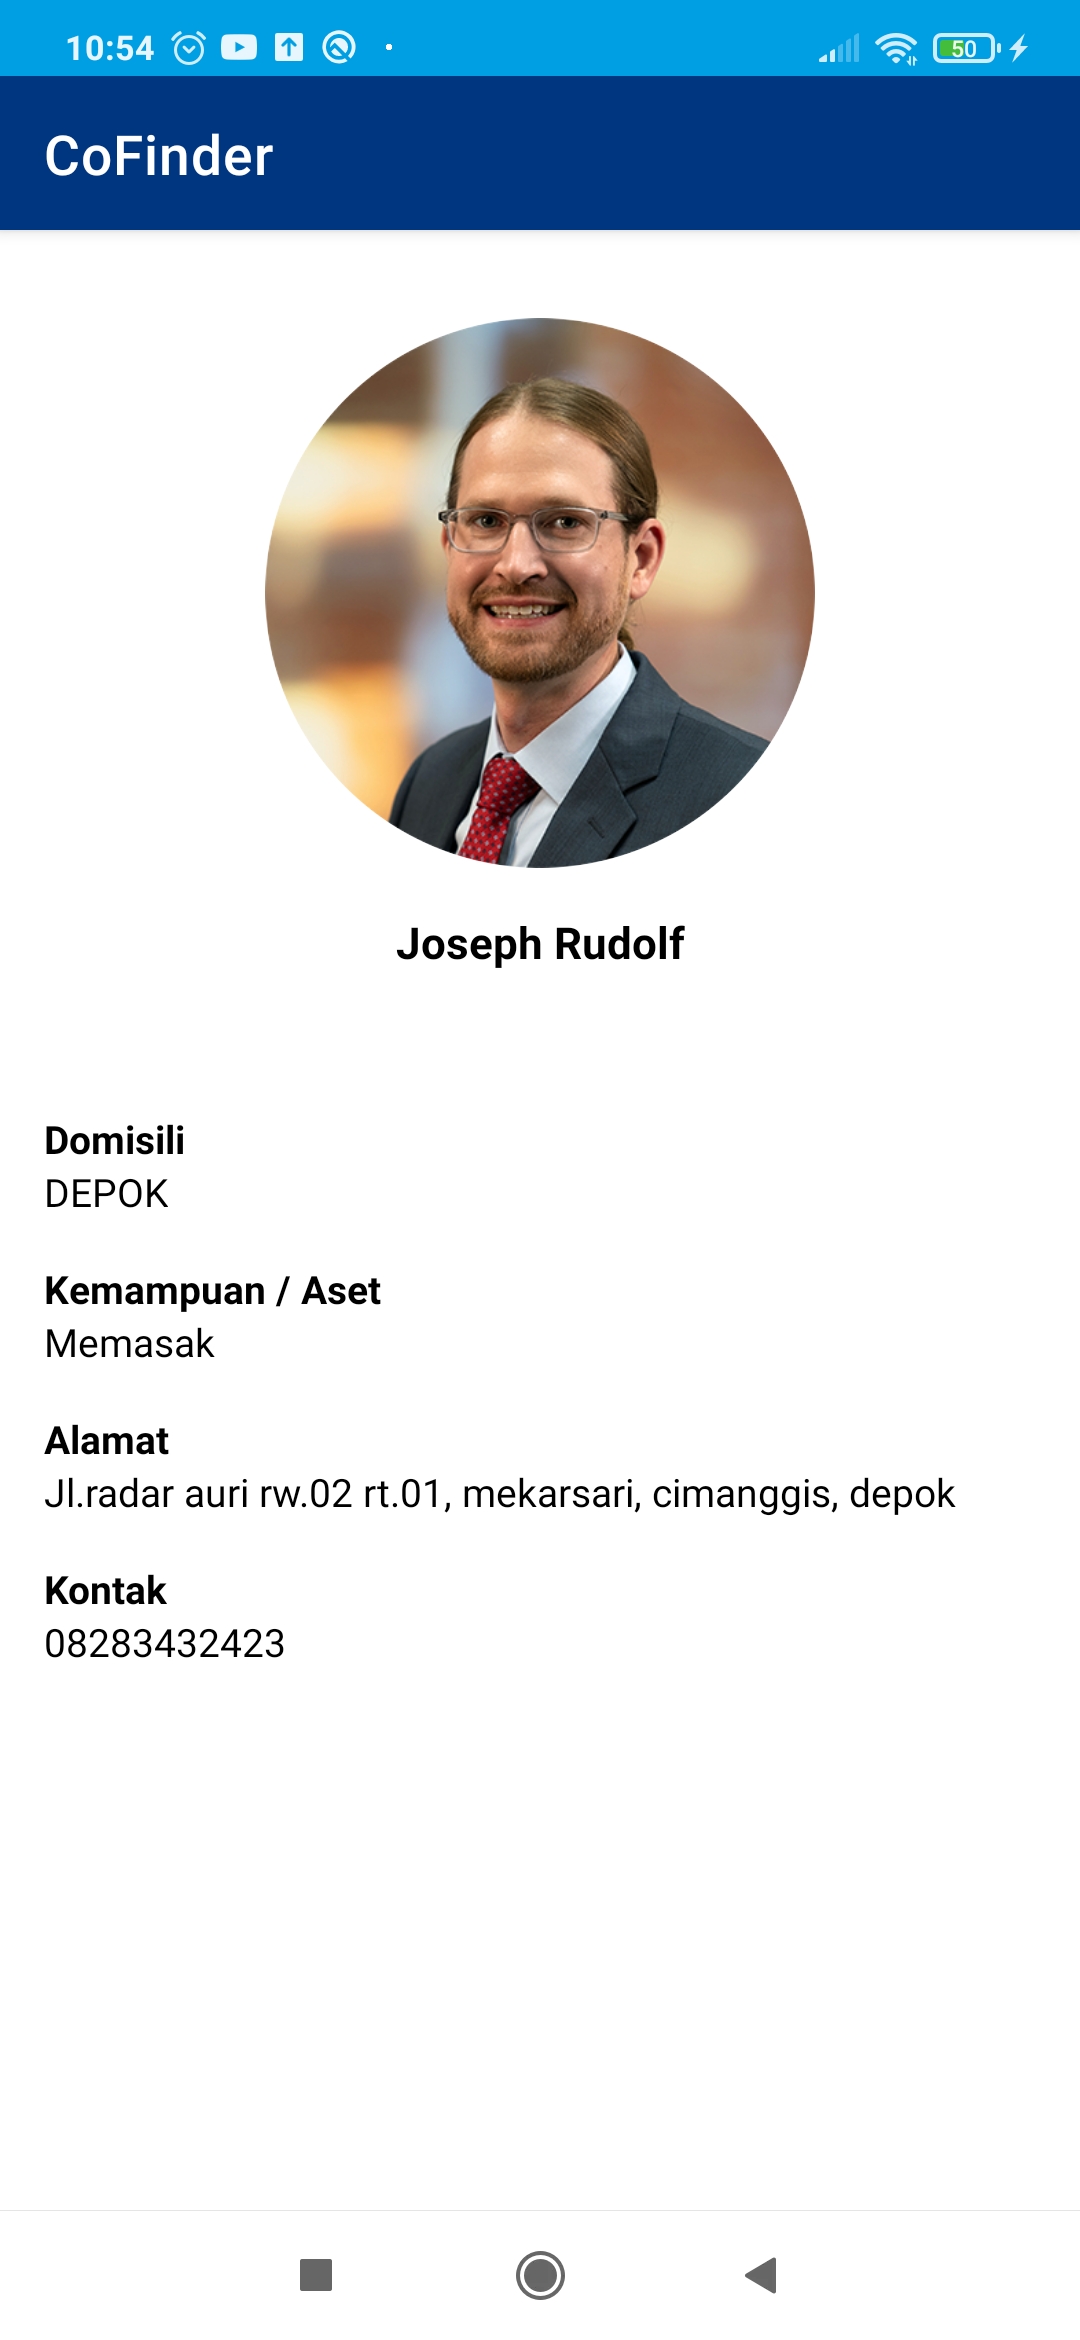 10:54
50
CoFinder
Joseph Rudolf
Domisili
DEPOK
Kemampuan / Aset
Memasak
Alamat
Jl.radar auri rw.02 rt.01, mekarsari, cimanggis, depok
Kontak
08283432423